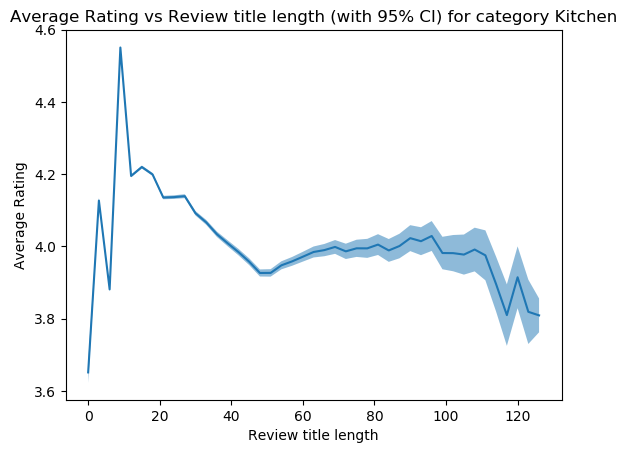 Average Rating vs Review title length (with 95% CI) for category Kitchen
4.6
4.4
4.2
4.0
3.8
3.6
Average Rating
0 20 40 60 80 100 120
Review title length